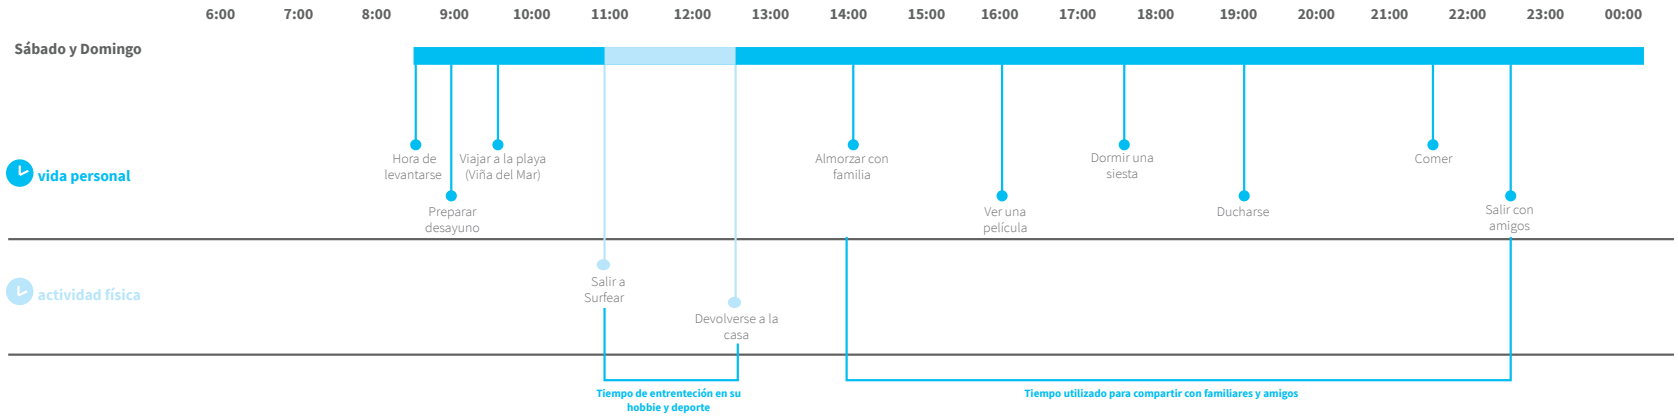 6:00 7:00 8:00 9:00 10:00 11:00 12:00 13:00 14:00 15:00 16:00 17:00 18:00 19:00 20:00 21:00 22:00 23:00 00:00
Sábado y Domingo
vida personal
Hora de
levantarse
Preparar
desayuno
Viajar a la playa
(Viña del Mar)
Almorzar con
familia
Ver una
película
Dormir una
siesta
Ducharse
Comer
Salir con
amigos
actividad física
Salir a
Surfear
Devolverse a la
casa
Tiempo de entrenteción en su
hobbie y deporte
Tiempo utilizado para compartir con familiares y amigos